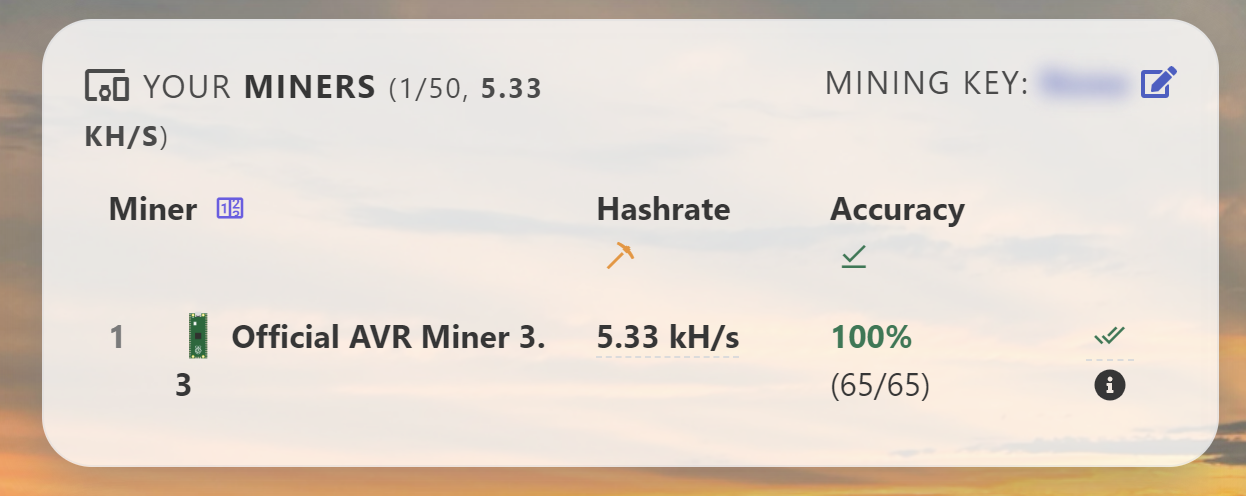 YOUR MINERS (1/50, 5.33
KH/S)
MINING KEY:
Miner
Hashrate
Accuracy
1
Official AVR Miner 3.
3
5.33 kH/s
100%
(65/65)